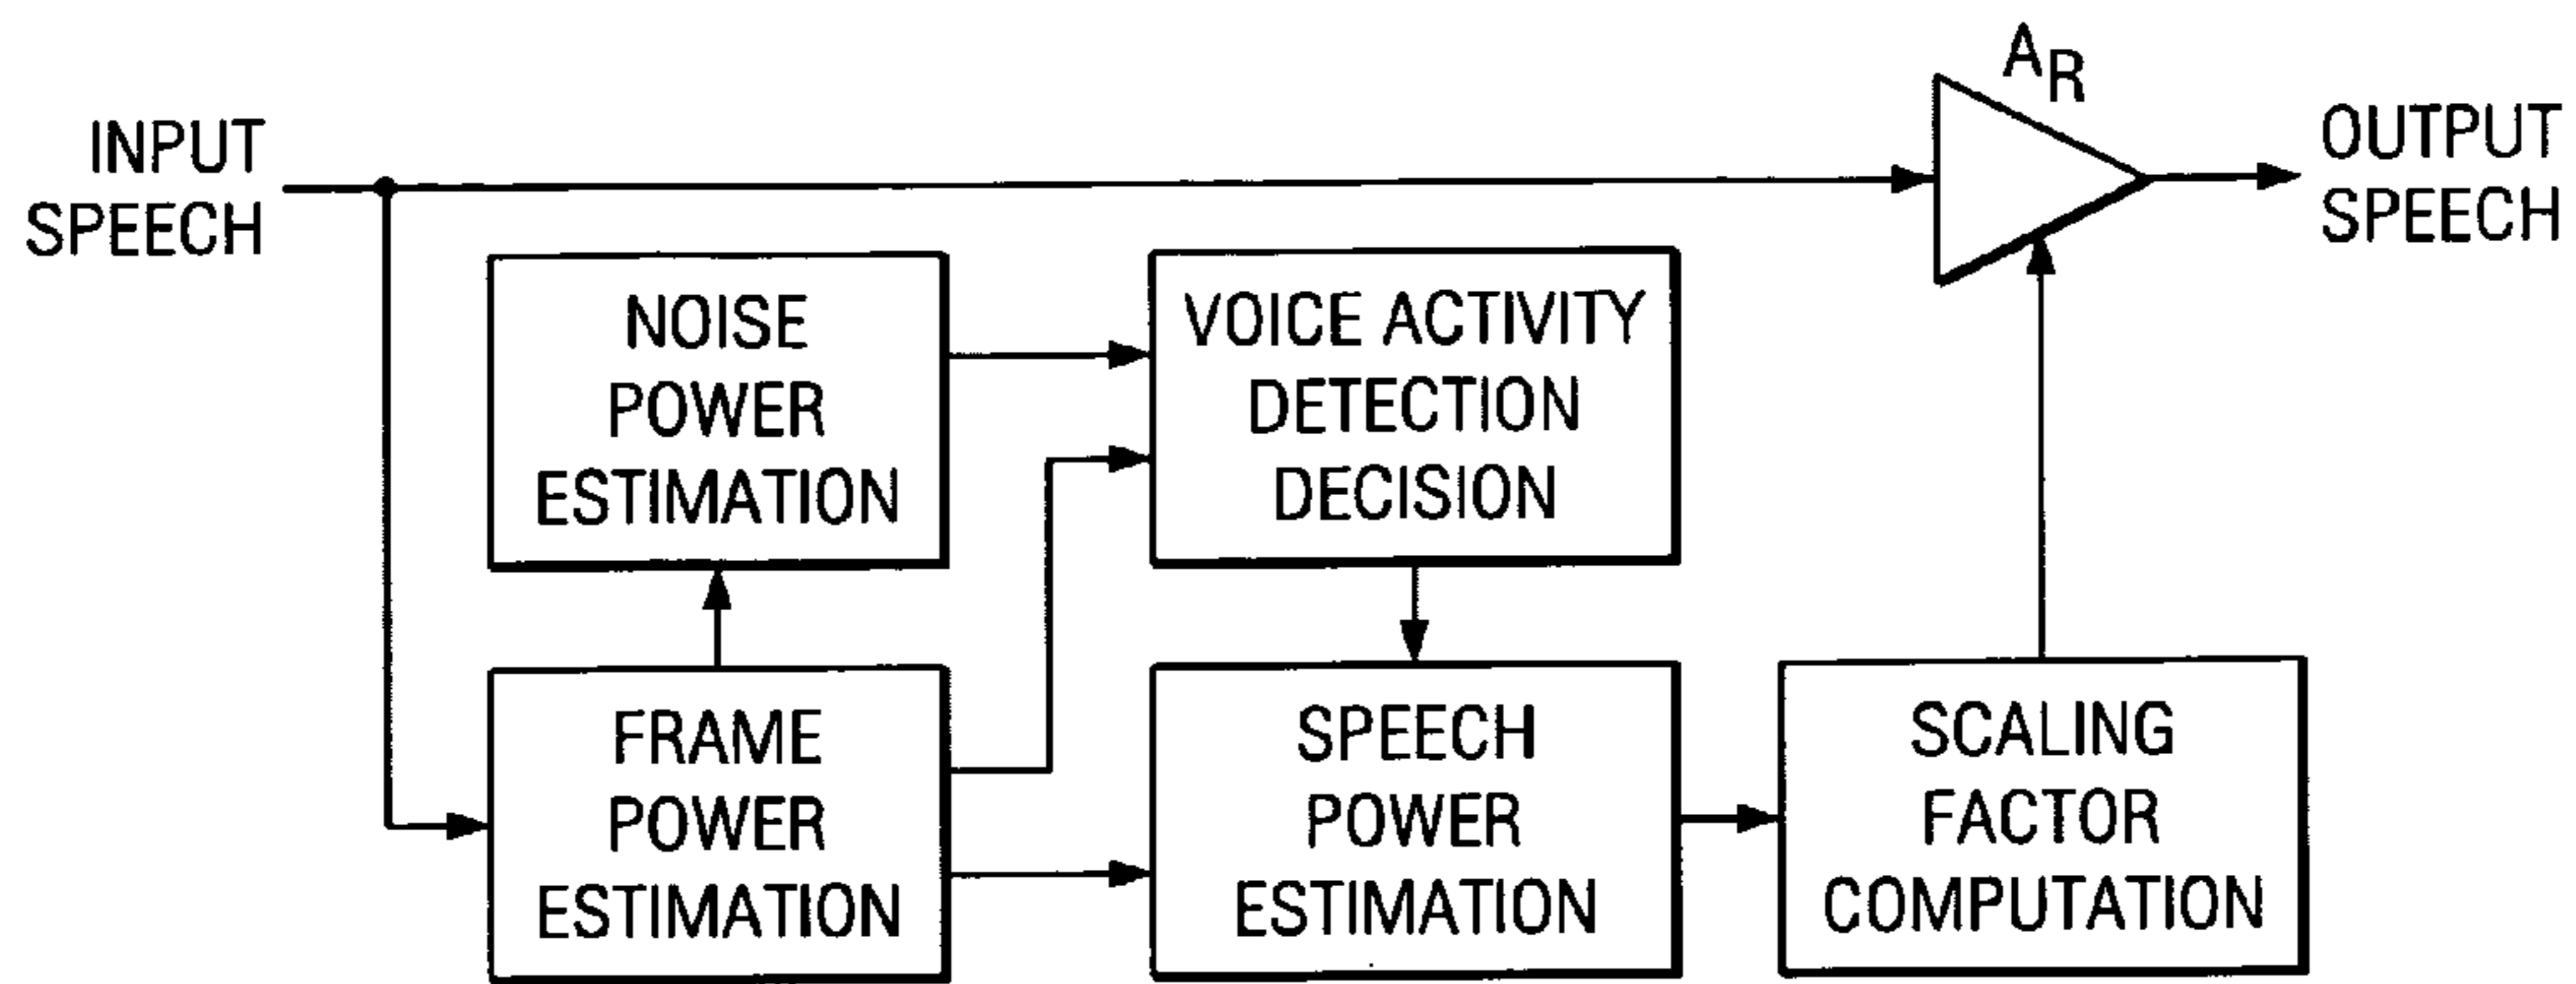 A_R
INPUT
SPEECH
OUTPUT
SPEECH
NOISE
POWER
ESTIMATION
VOICE ACTIVITY
DETECTION
DECISION
FRAME
POWER
ESTIMATION
SPEECH
POWER
ESTIMATION
SCALING
FACTOR
COMPUTATION